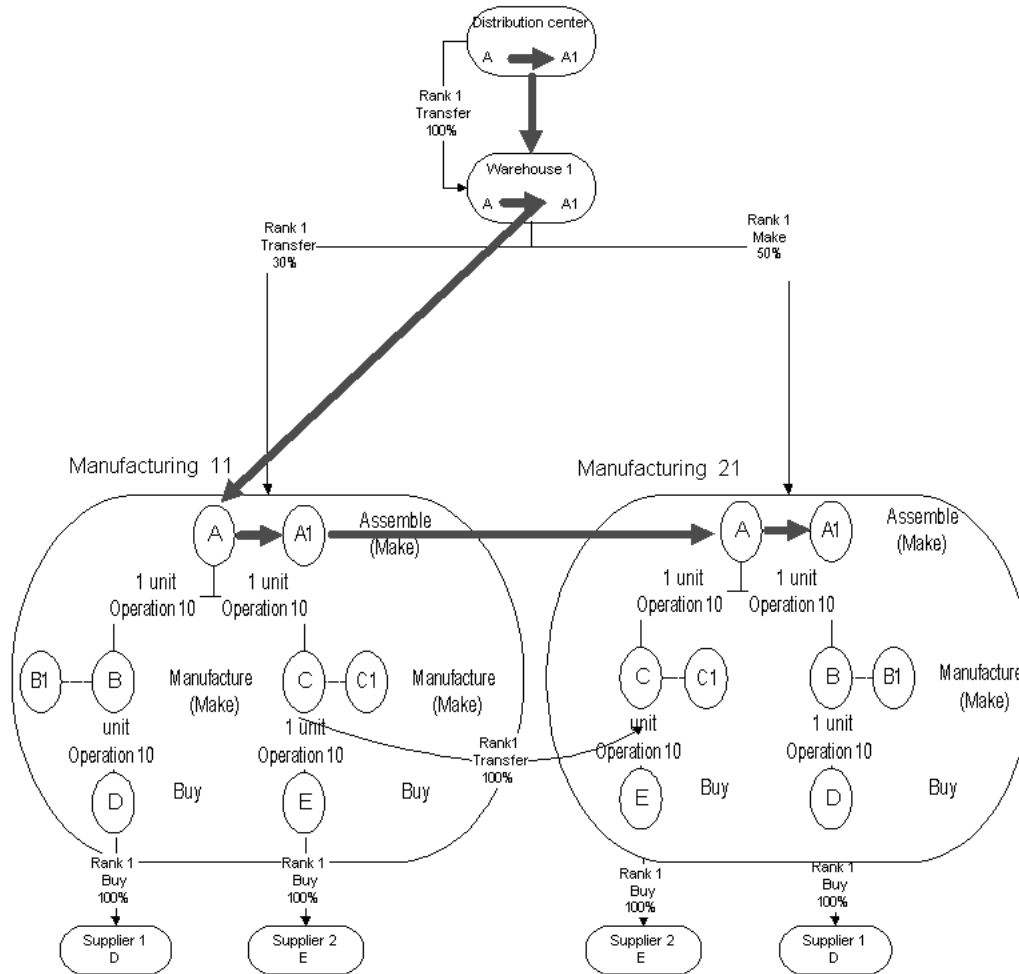 Distribution center
A A1
Rank 1
Transfer
100%
Warehouse 1
A A1
Rank 1
Transfer
30%
Rank 1
Make
50%
Manufacturing 11
Manufacturing 21
A A1 Assemble
(Make)
A A1 Assemble
(Make)
1 unit
Operation 10
1 unit
Operation 10
1 unit
Operation 10
1 unit
Operation 10
B1 B Manufacture
(Make)
C C1 Manufacture
(Make)
C C1
B B1 Manufacture
(Make)
unit
Operation 10
1 unit
Operation 10
Rank1
Transfer
100%
unit
Operation 10
1 unit
Operation 10
D Buy
E Buy
E Buy
D Buy
Rank 1
Buy
100%
Rank 1
Buy
100%
Rank 1
Buy
100%
Rank 1
Buy
100%
Supplier 1
D
Supplier 2
E
Supplier 2
E
Supplier 1
D